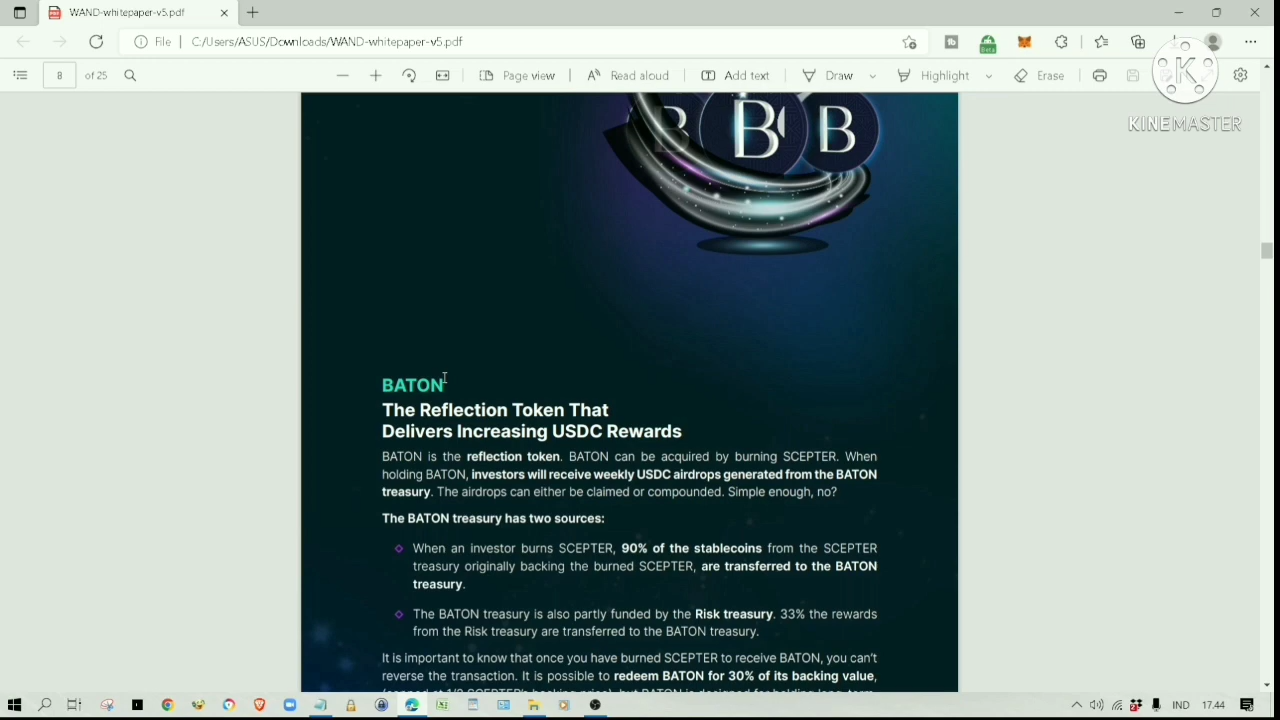 WAND-whitepaper-v5.pdf
File | C:/Users/ASUS/Downloads/WAND-whitepaper-v5.pdf
8 of 25
Page view
Read aloud
Add text
Draw
Highlight
Erase
K
KINEMASTER
B B B
BATON
The Reflection Token That
Delivers Increasing USDC Rewards
BATON is the reflection token. BATON can be acquired by burning SCEPTER. When
holding BATON, investors will receive weekly USDC airdrops generated from the BATON
treasury. The airdrops can either be claimed or compounded. Simple enough, no?
The BATON treasury has two sources:
When an investor burns SCEPTER, 90% of the stablecoins from the SCEPTER
treasury originally backing the burned SCEPTER, are transferred to the BATON
treasury.
The BATON treasury is also partly funded by the Risk treasury. 33% the rewards
from the Risk treasury are transferred to the BATON treasury.
It is important to know that once you have burned SCEPTER to receive BATON, you can't
reverse the transaction. It is possible to redeem BATON for 30% of its backing value,
IND 17.44